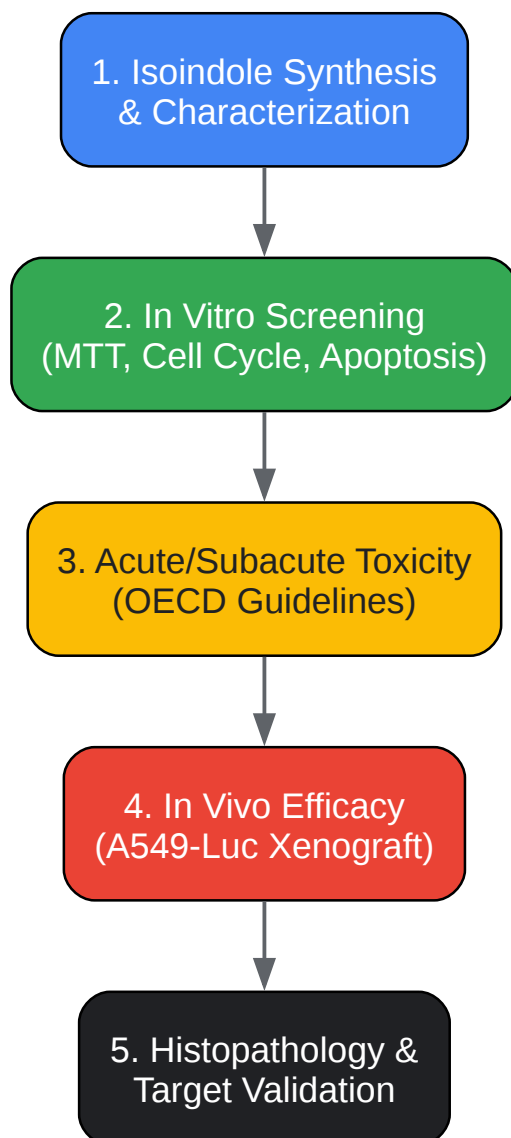 1. Isoindole Synthesis
& Characterization
2. In Vitro Screening
(MTT, Cell Cycle, Apoptosis)
3. Acute/Subacute Toxicity
(OECD Guidelines)
4. In Vivo Efficacy
(A549-Luc Xenograft)
5. Histopathology &
Target Validation